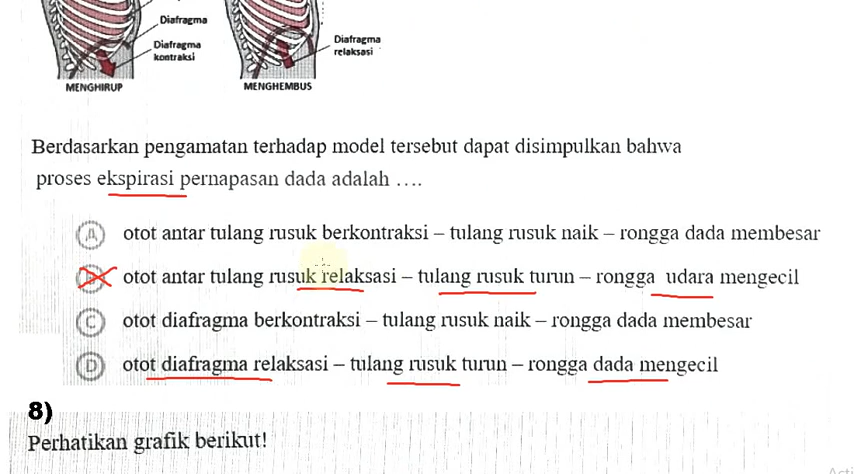 Diafragma
Diafragma
kontraksi
Diafragma
relaksasi
MENGHIRUP
MENGHEMBUS
Berdasarkan pengamatan terhadap model tersebut dapat disimpulkan bahwa
proses ekspirasi pernapasan dada adalah ....
A otot antar tulang rusuk berkontraksi – tulang rusuk naik – rongga dada membesar
B otot antar tulang rusuk relaksasi – tulang rusuk turun – rongga udara mengecil
C otot diafragma berkontraksi – tulang rusuk naik – rongga dada membesar
D otot diafragma relaksasi – tulang rusuk turun – rongga dada mengecil
8)
Perhatikan grafik berikut!